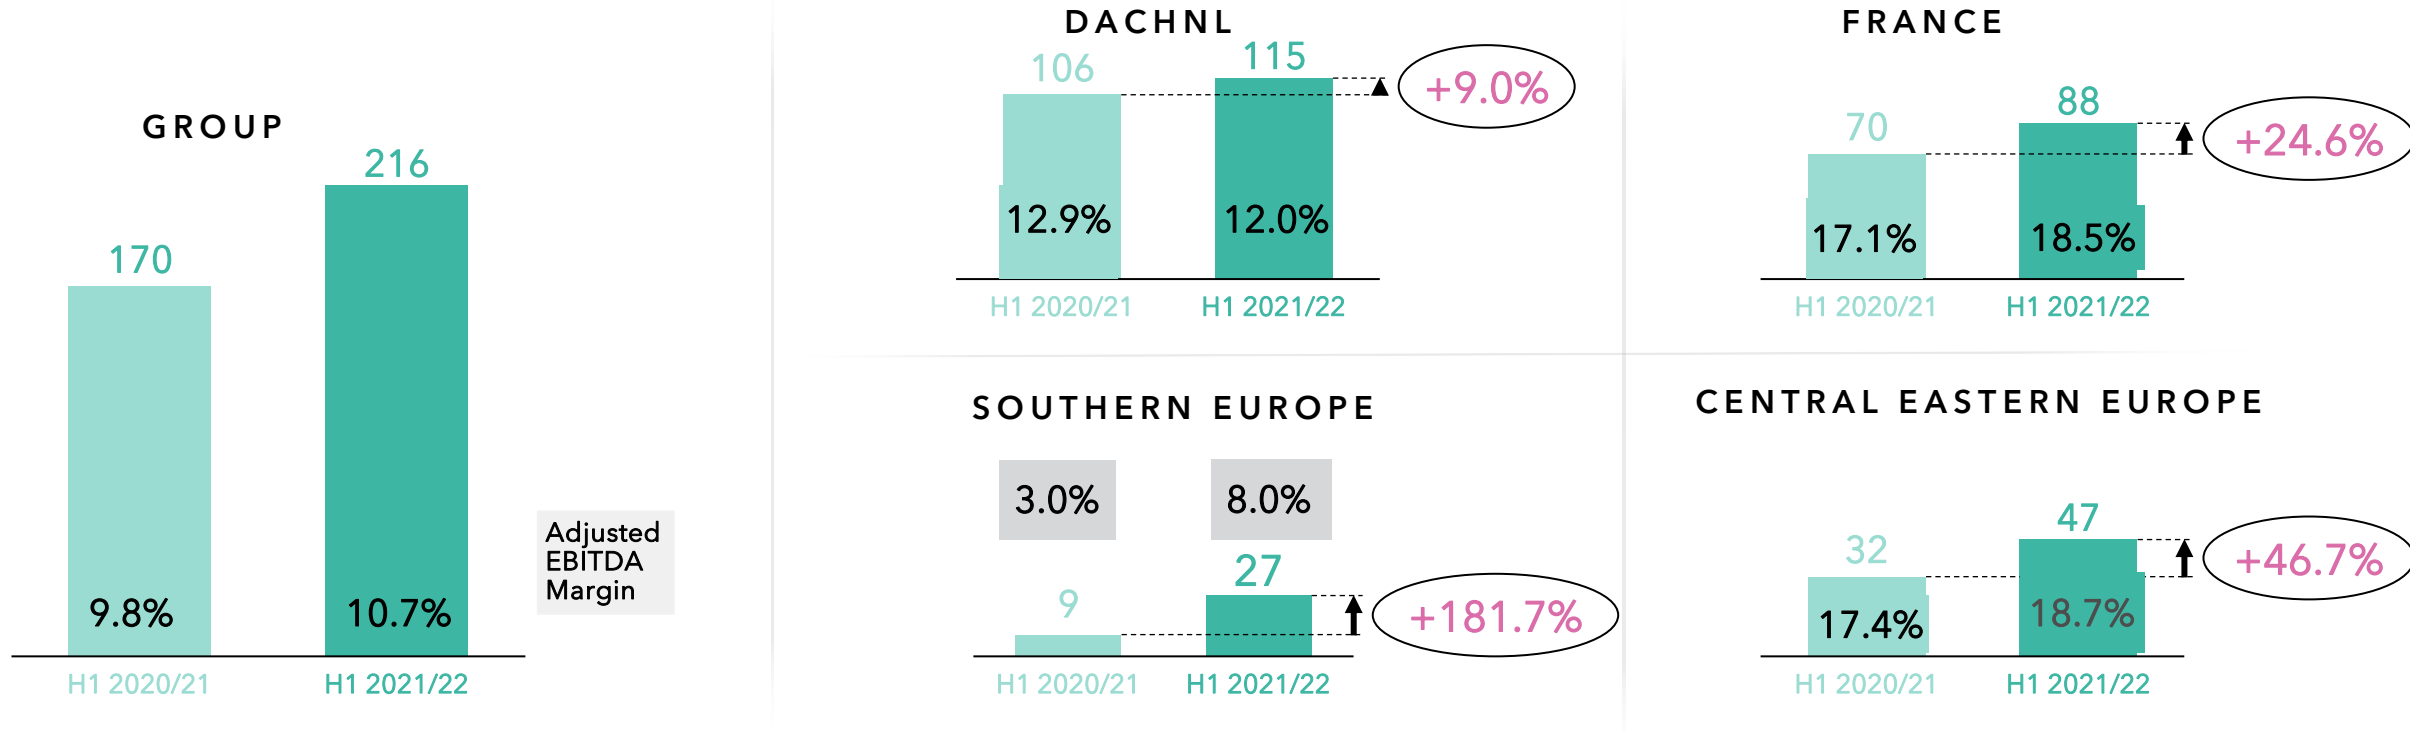 GROUP
170
216
9.8%
10.7%
H1 2020/21
H1 2021/22
Adjusted
EBITDA
Margin
DACHNL
106
115
+9.0%
12.9%
12.0%
H1 2020/21
H1 2021/22
FRANCE
70
88
+24.6%
17.1%
18.5%
H1 2020/21
H1 2021/22
SOUTHERN EUROPE
3.0%
8.0%
9
27
+181.7%
H1 2020/21
H1 2021/22
CENTRAL EASTERN EUROPE
32
47
+46.7%
17.4%
18.7%
H1 2020/21
H1 2021/22